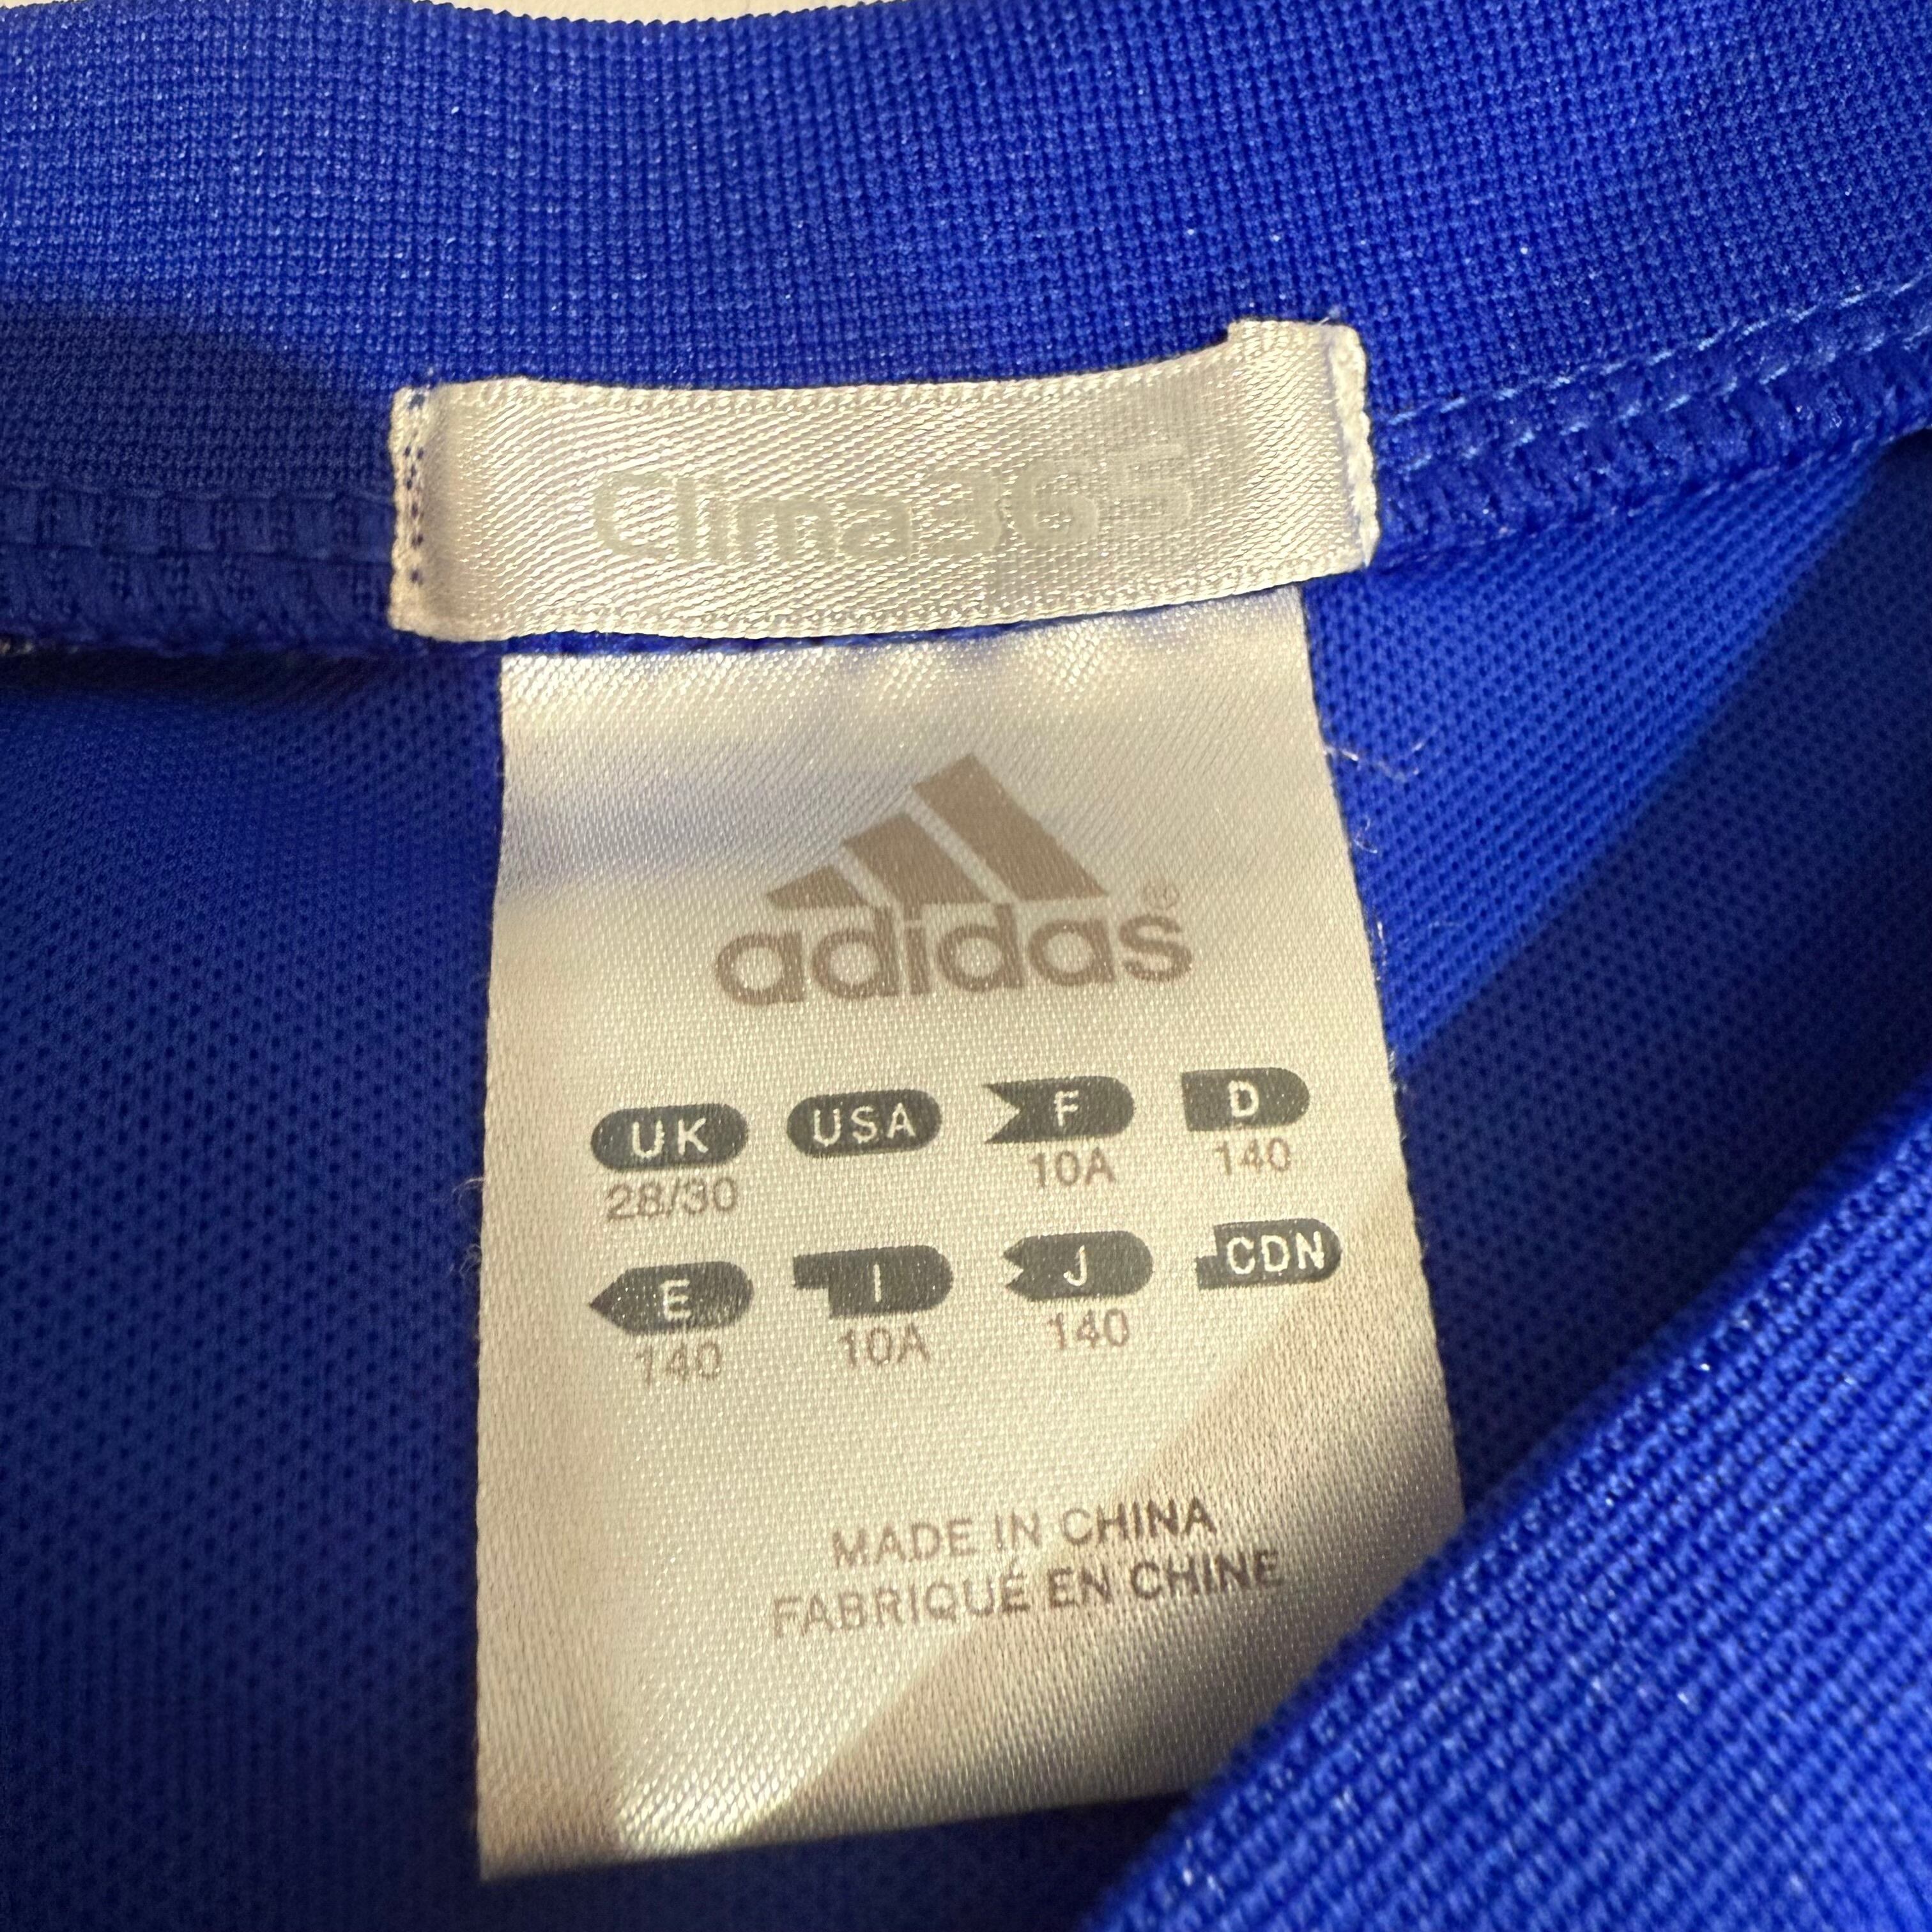 Clima365
adidas®
UK USA F D
28/30 10A 140
E I J CDN
140 10A 140
MADE IN CHINA
FABRIQUÉ EN CHINE